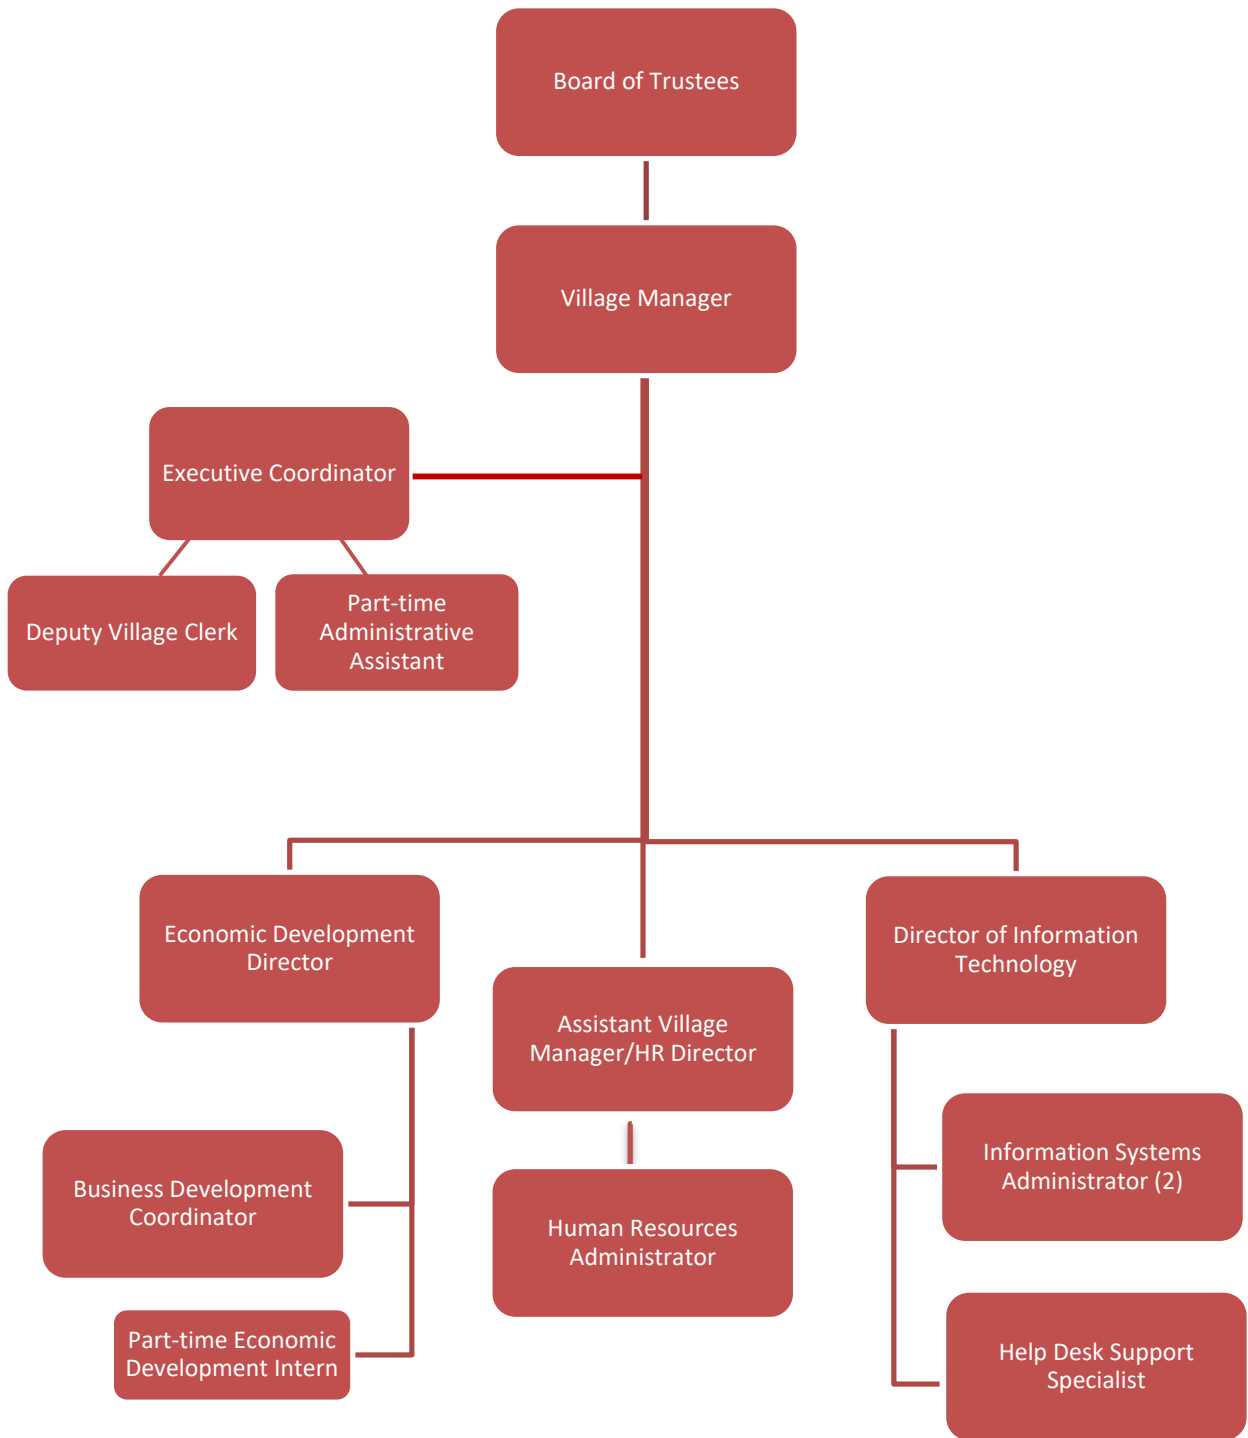 Board of Trustees
Village Manager
Executive Coordinator
Deputy Village Clerk
Part-time
Administrative
Assistant
Economic Development
Director
Assistant Village
Manager/HR Director
Director of Information
Technology
Business Development
Coordinator
Part-time Economic
Development Intern
Human Resources
Administrator
Information Systems
Administrator (2)
Help Desk Support
Specialist